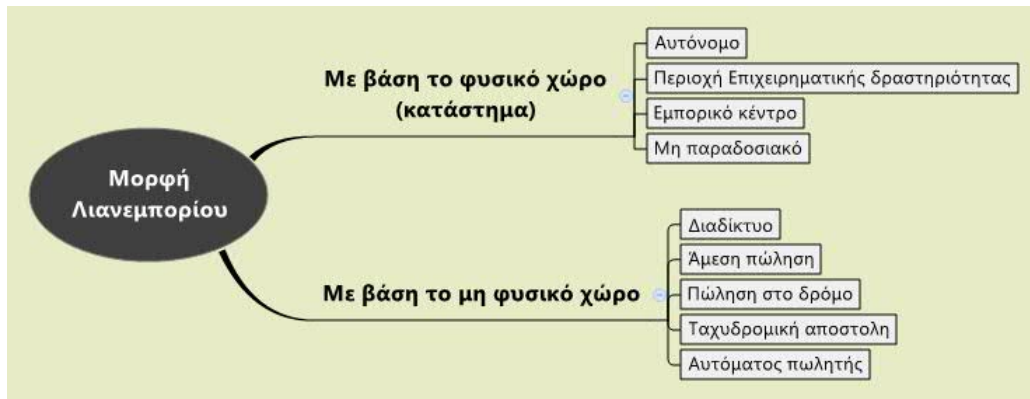 Μορφή
Λιανεμπορίου
Με βάση το φυσικό χώρο
(κατάστημα)
Αυτόνομο
Περιοχή Επιχειρηματικής δραστηριότητας
Εμπορικό κέντρο
Μη παραδοσιακό
Με βάση το μη φυσικό χώρο
Διαδίκτυο
Άμεση πώληση
Πώληση στο δρόμο
Ταχυδρομική αποστολη
Αυτόματος πωλητής